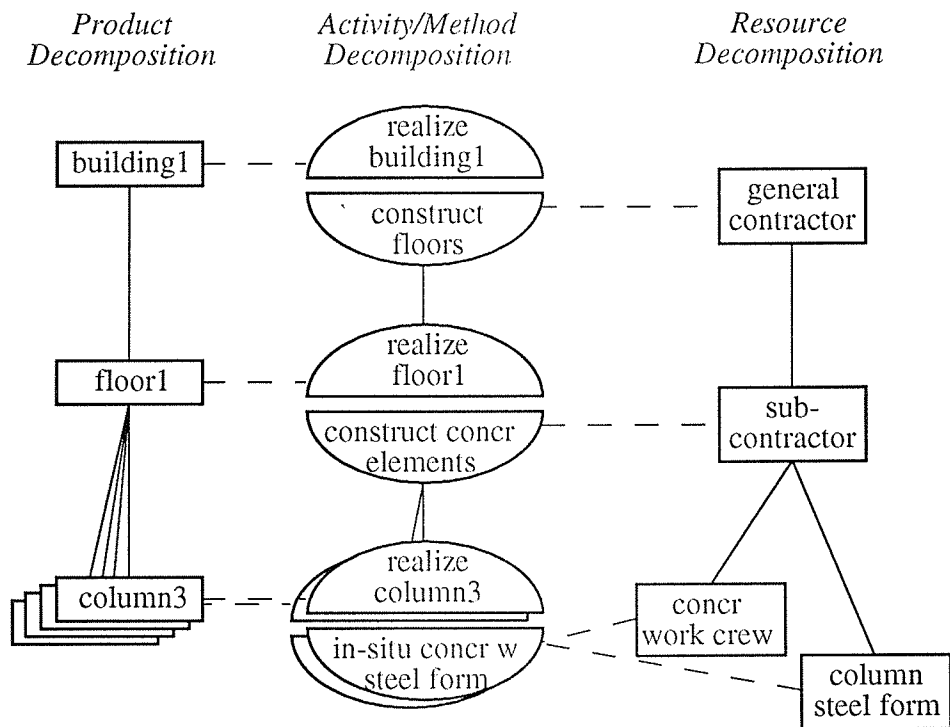 Product
Decomposition
Activity/Method
Decomposition
Resource
Decomposition
building1
realize
building1
construct
floors
general
contractor
floor1
realize
floor1
construct concr
elements
sub-
contractor
column3
realize
column3
in-situ concr w
steel form
concr
work crew
column
steel form